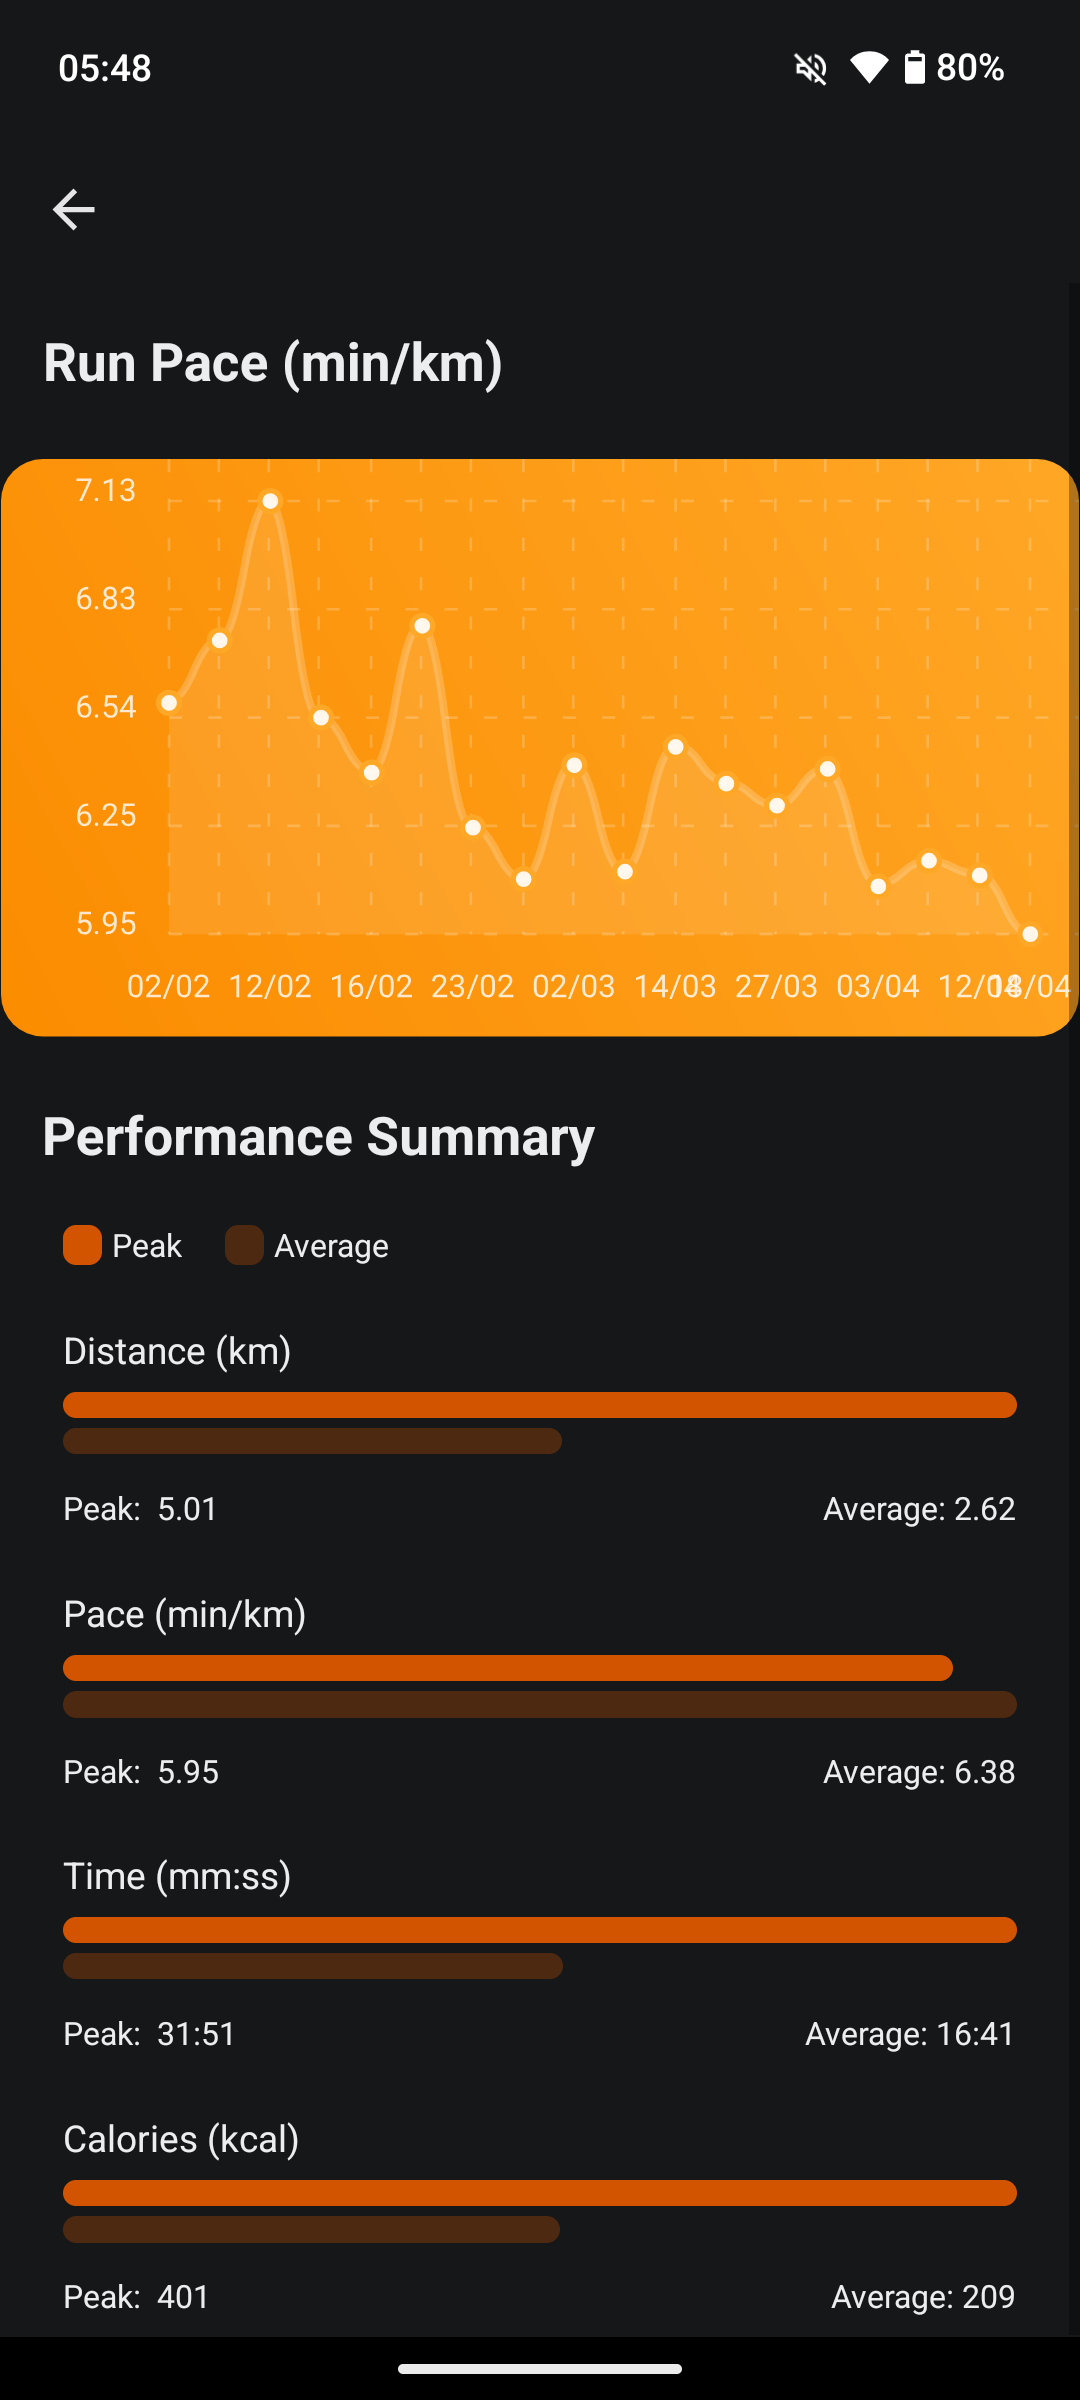 05:48 80%
Run Pace (min/km)
7.13
6.83
6.54
6.25
5.95
02/02 12/02 16/02 23/02 02/03 14/03 27/03 03/04 12/04 18/04
Performance Summary
Peak Average
Distance (km)
Peak: 5.01 Average: 2.62
Pace (min/km)
Peak: 5.95 Average: 6.38
Time (mm:ss)
Peak: 31:51 Average: 16:41
Calories (kcal)
Peak: 401 Average: 209